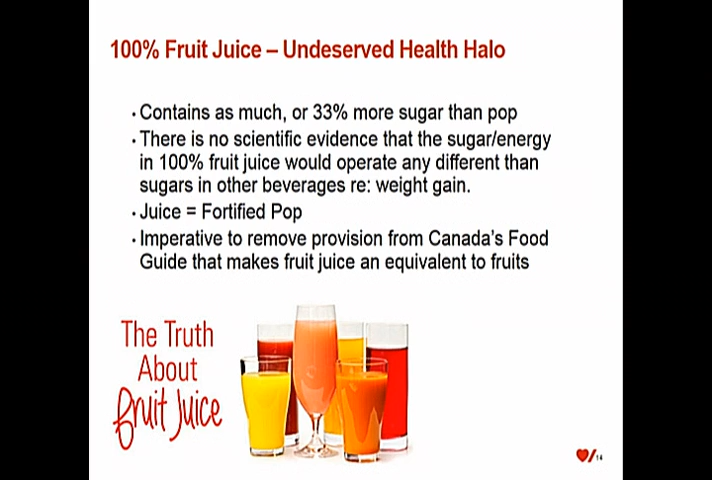 100% Fruit Juice – Undeserved Health Halo
• Contains as much, or 33% more sugar than pop
• There is no scientific evidence that the sugar/energy
in 100% fruit juice would operate any different than
sugars in other beverages re: weight gain.
• Juice = Fortified Pop
• Imperative to remove provision from Canada's Food
Guide that makes fruit juice an equivalent to fruits
The Truth
About
fruit Juice
14